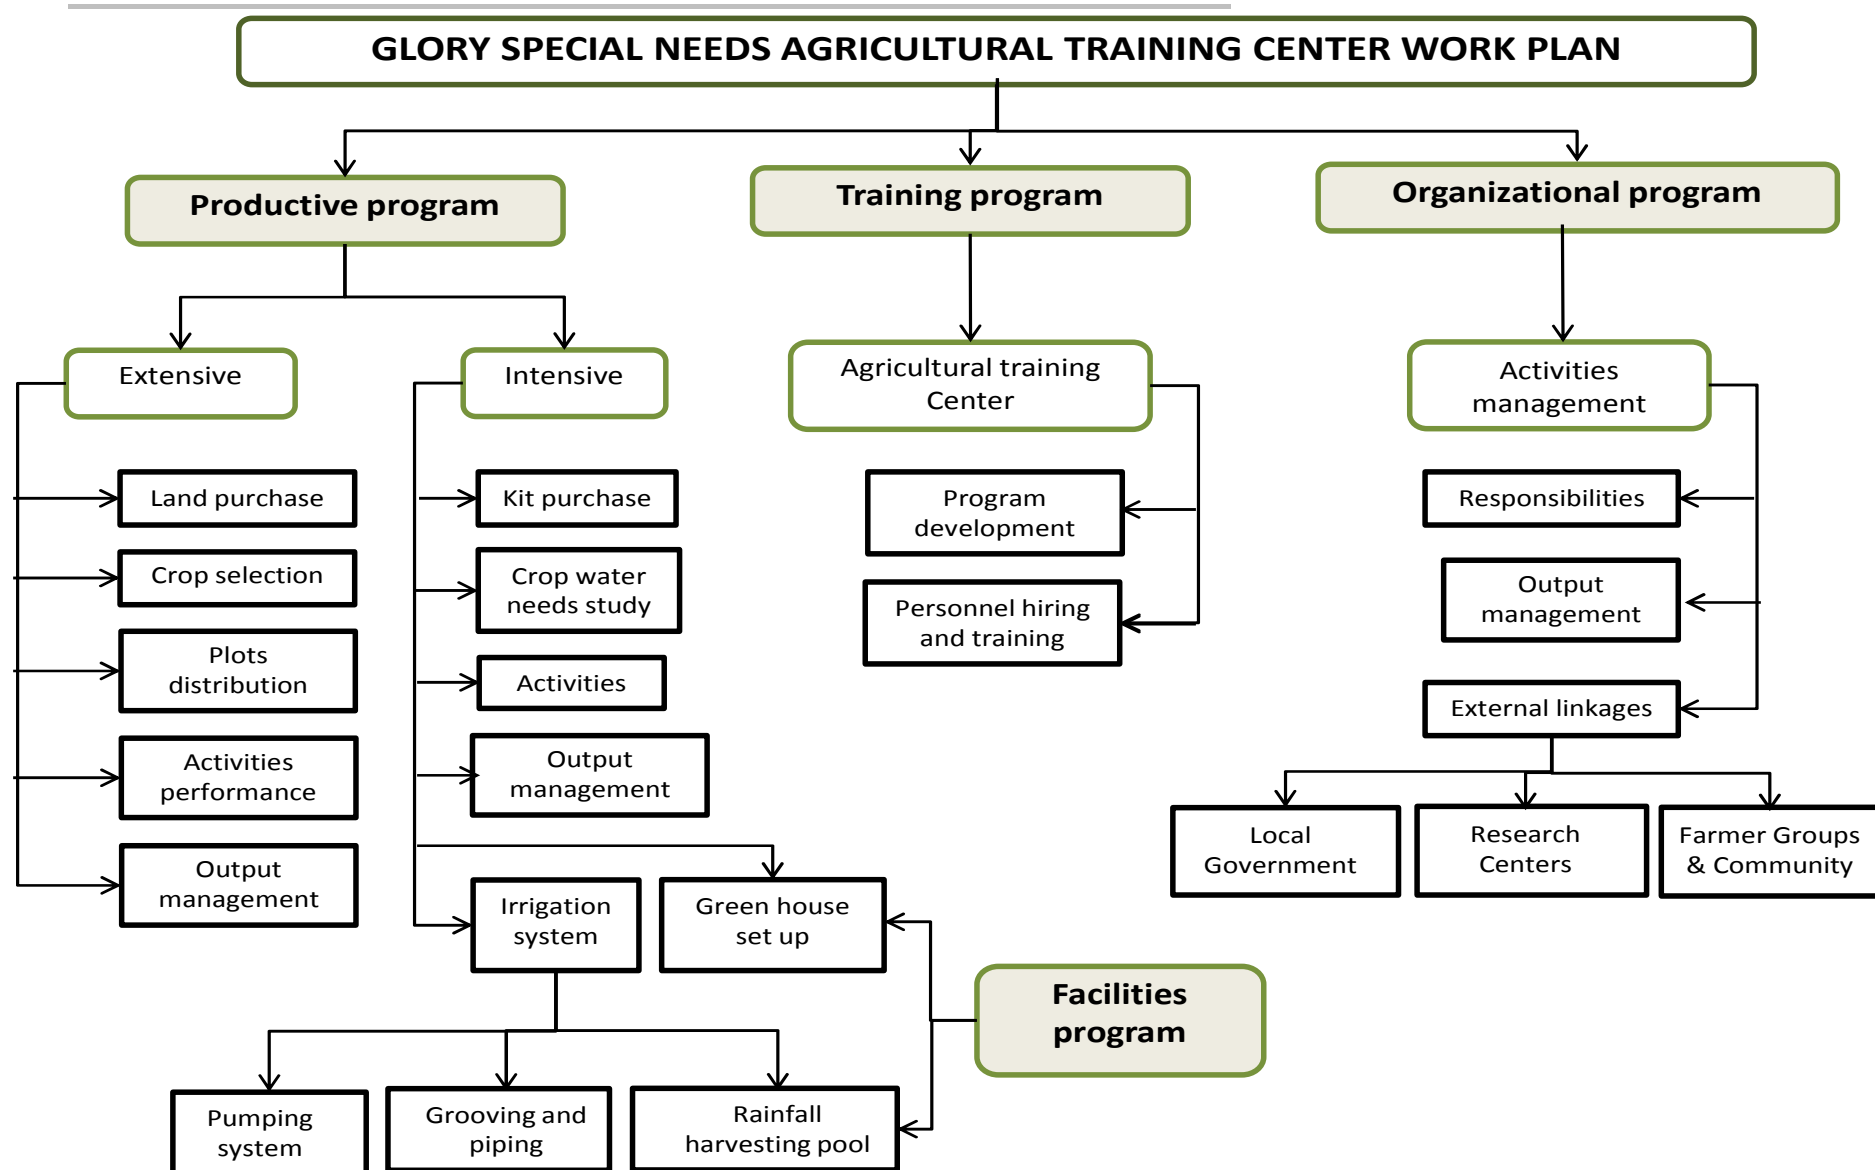 GLORY SPECIAL NEEDS AGRICULTURAL TRAINING CENTER WORK PLAN
Productive program
Training program
Organizational program
Extensive
Intensive
Agricultural training
Center
Activities
management
Land purchase
Crop selection
Plots
distribution
Activities
performance
Output
management
Kit purchase
Crop water
needs study
Activities
Output
management
Irrigation
system
Green house
set up
Pumping
system
Grooving and
piping
Rainfall
harvesting pool
Facilities
program
Program
development
Personnel hiring
and training
Responsibilities
Output
management
External linkages
Local
Government
Research
Centers
Farmer Groups
& Community